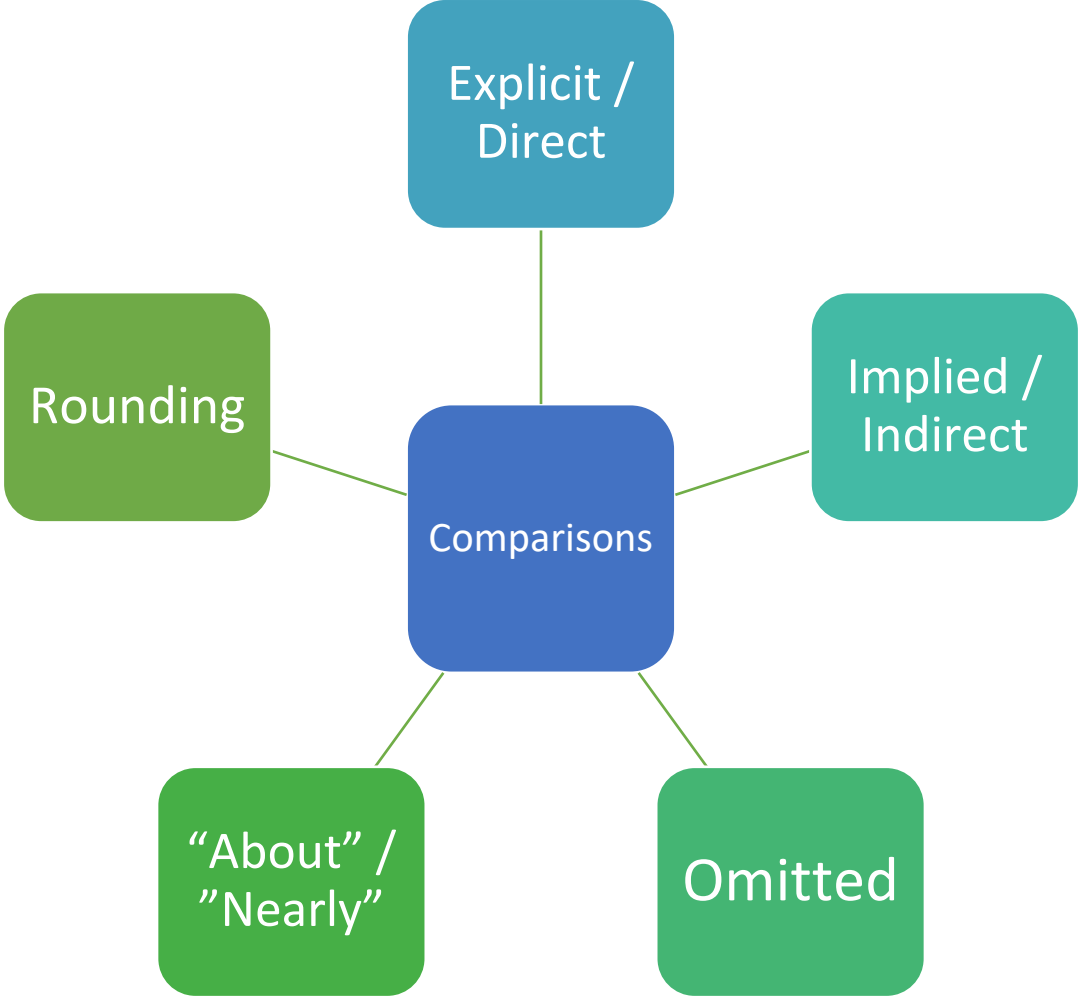 Explicit /
Direct
Implied /
Indirect
Rounding
Comparisons
“About” /
”Nearly”
Omitted